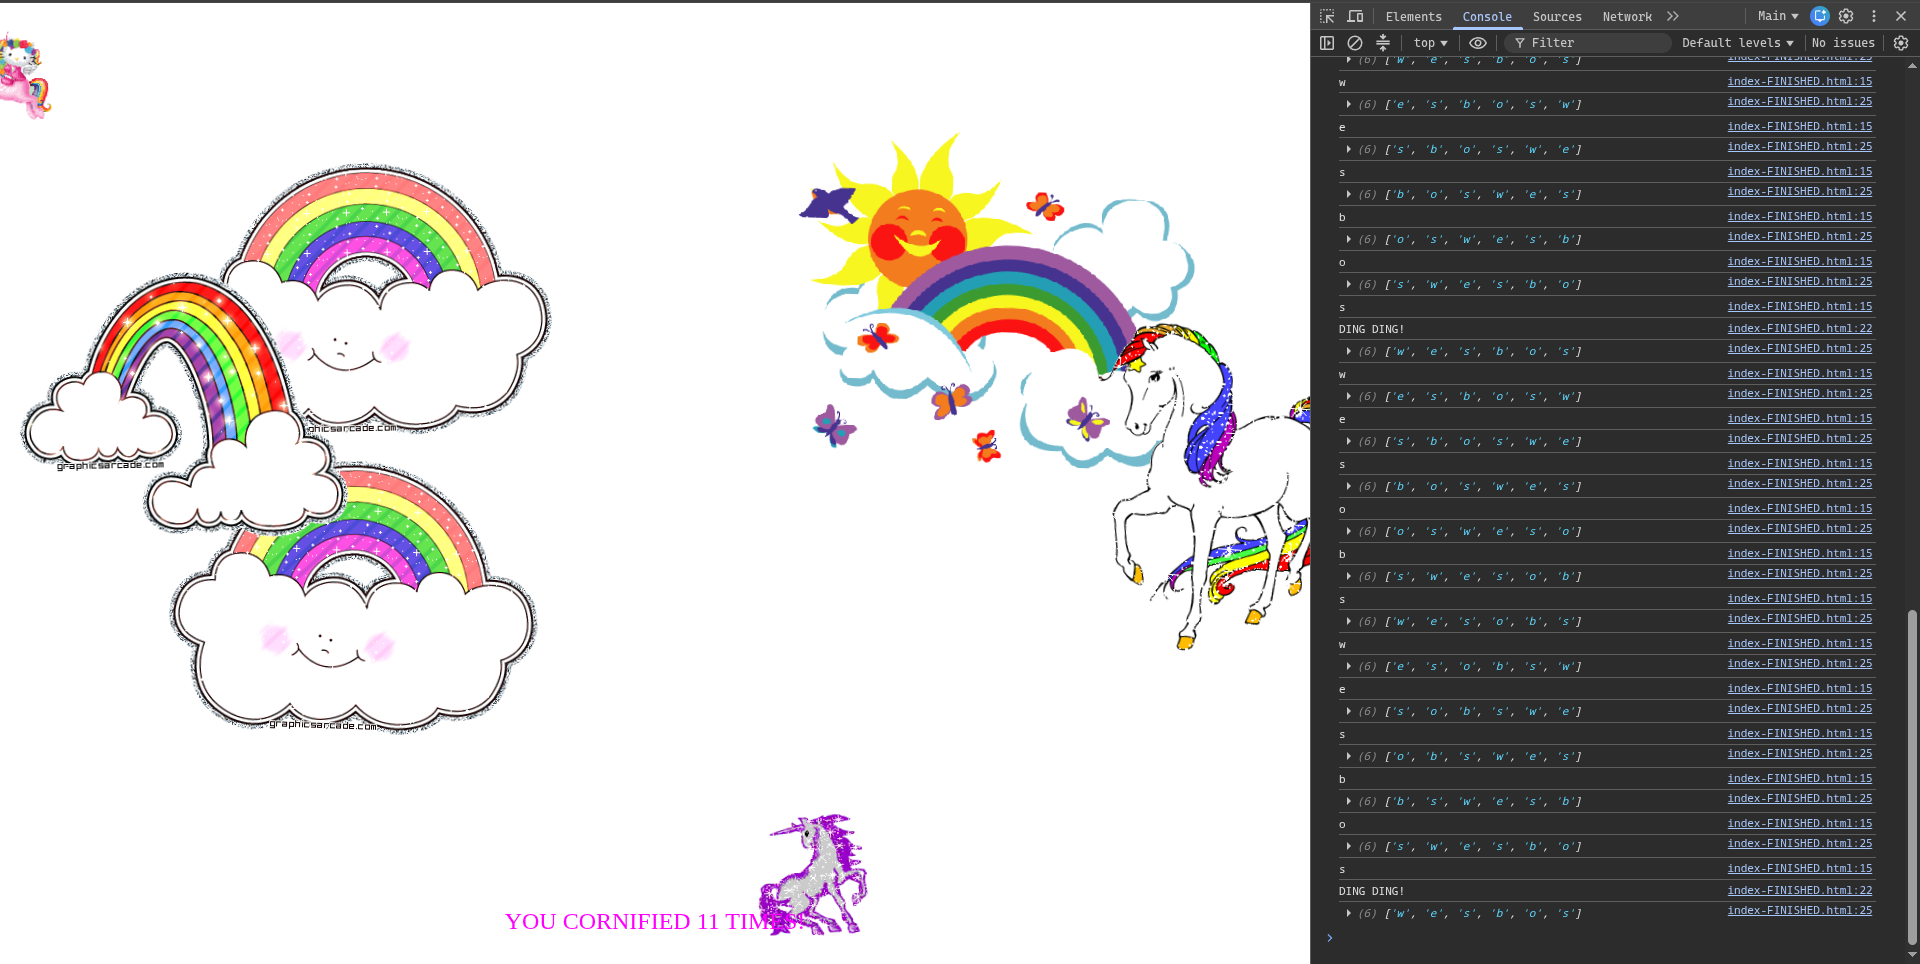 Elements Console Sources Network Main
top Filter Default levels No issues
(6) ['w', 'e', 's', 'b', 'o', 's'] index-FINISHED.html:25
w index-FINISHED.html:15
(6) ['e', 's', 'b', 'o', 's', 'w'] index-FINISHED.html:25
e index-FINISHED.html:15
(6) ['s', 'b', 'o', 's', 'w', 'e'] index-FINISHED.html:25
s index-FINISHED.html:15
(6) ['b', 'o', 's', 'w', 'e', 's'] index-FINISHED.html:25
b index-FINISHED.html:15
(6) ['o', 's', 'w', 'e', 's', 'b'] index-FINISHED.html:25
o index-FINISHED.html:15
(6) ['s', 'w', 'e', 's', 'b', 'o'] index-FINISHED.html:25
s index-FINISHED.html:15
DING DING! index-FINISHED.html:22
(6) ['w', 'e', 's', 'b', 'o', 's'] index-FINISHED.html:25
w index-FINISHED.html:15
(6) ['e', 's', 'b', 'o', 's', 'w'] index-FINISHED.html:25
e index-FINISHED.html:15
(6) ['s', 'b', 'o', 's', 'w', 'e'] index-FINISHED.html:25
s index-FINISHED.html:15
(6) ['b', 'o', 's', 'w', 'e', 's'] index-FINISHED.html:25
o index-FINISHED.html:15
(6) ['o', 's', 'w', 'e', 's', 'o'] index-FINISHED.html:25
b index-FINISHED.html:15
(6) ['s', 'w', 'e', 's', 'o', 'b'] index-FINISHED.html:25
s index-FINISHED.html:15
(6) ['w', 'e', 's', 'o', 'b', 's'] index-FINISHED.html:25
w index-FINISHED.html:15
(6) ['e', 's', 'o', 'b', 's', 'w'] index-FINISHED.html:25
e index-FINISHED.html:15
(6) ['s', 'o', 'b', 's', 'w', 'e'] index-FINISHED.html:25
s index-FINISHED.html:15
(6) ['o', 'b', 's', 'w', 'e', 's'] index-FINISHED.html:25
b index-FINISHED.html:15
(6) ['b', 's', 'w', 'e', 's', 'b'] index-FINISHED.html:25
o index-FINISHED.html:15
(6) ['s', 'w', 'e', 's', 'b', 'o'] index-FINISHED.html:25
s index-FINISHED.html:15
DING DING! index-FINISHED.html:22
(6) ['w', 'e', 's', 'b', 'o', 's'] index-FINISHED.html:25
phicsarcade.com
graphicsarcade.com
graphicsarcade.com
YOU CORNIFIED 11 TIMES!